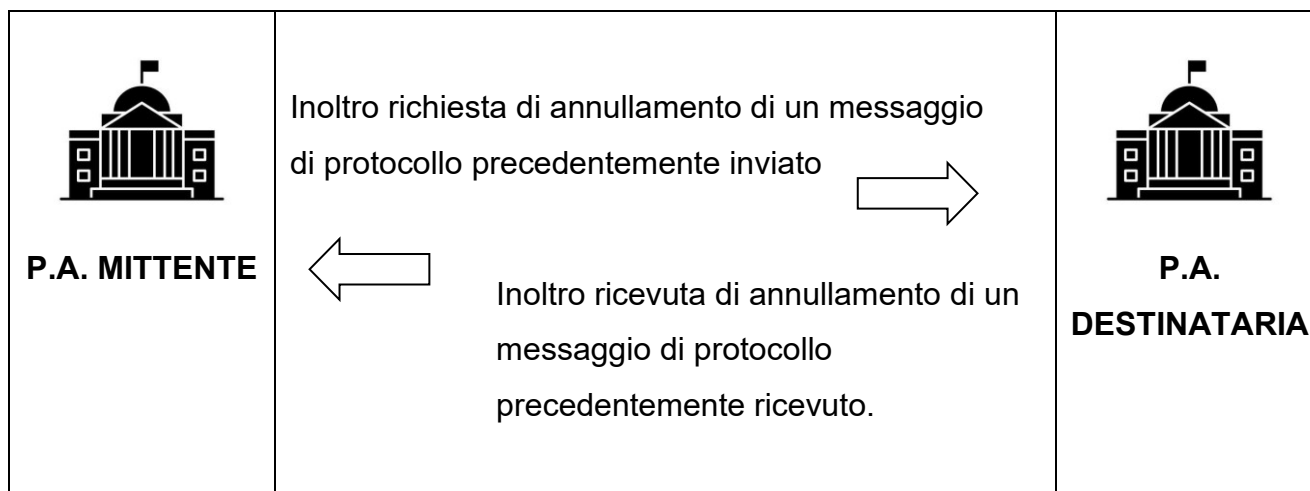 P.A. MITTENTE
Inoltro richiesta di annullamento di un messaggio
di protocollo precedentemente inviato
Inoltro ricevuta di annullamento di un
messaggio di protocollo
precedentemente ricevuto.
P.A.
DESTINATARIA